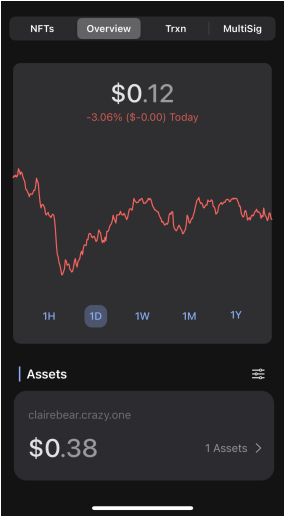 NFTs Overview Trxn MultiSig
$0.12
-3.06% ($-0.00) Today
1H 1D 1W 1M 1Y
Assets
clairebear.crazy.one
$0.38 1 Assets